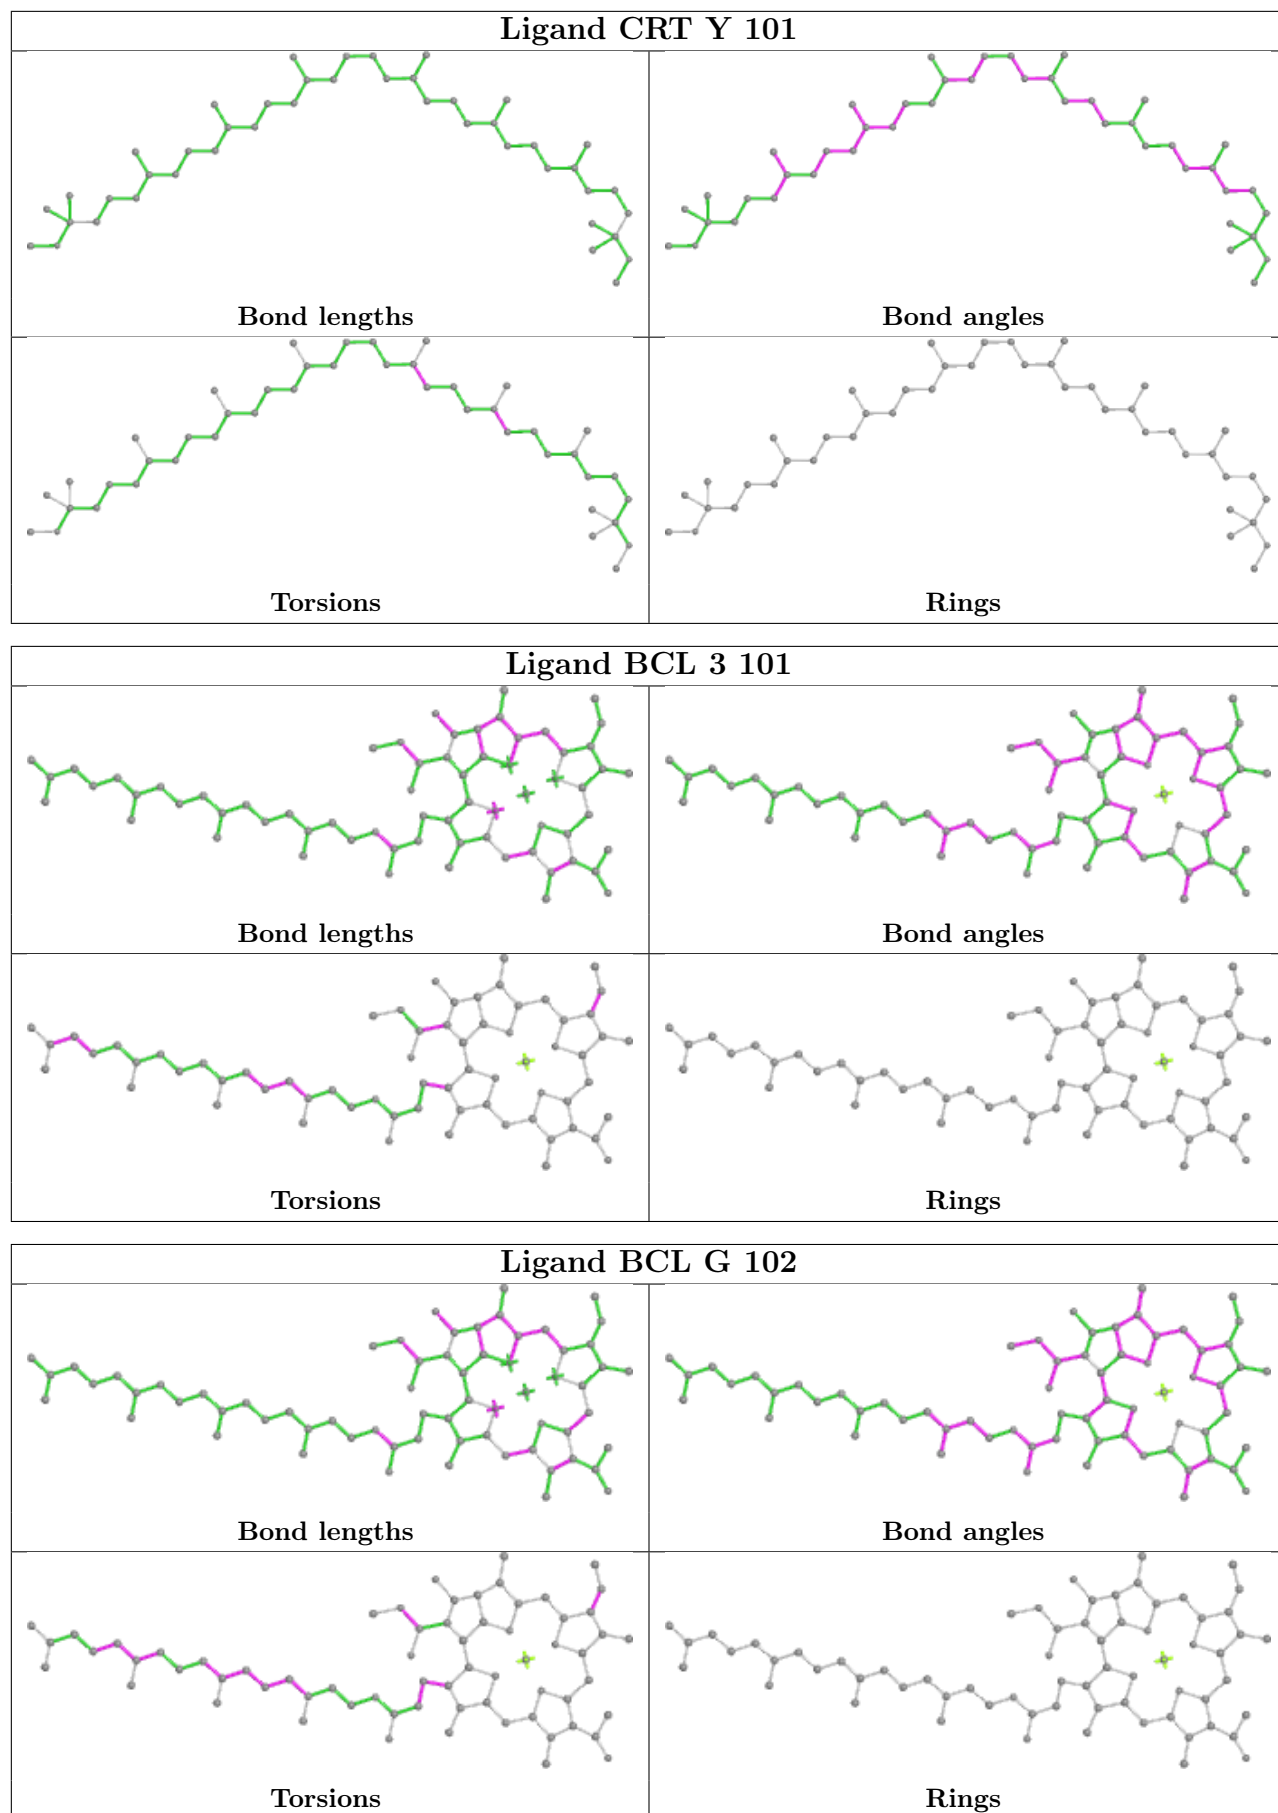 Ligand CRT Y 101
Bond lengths
Bond angles
Torsions
Rings
Ligand BCL 3 101
Bond lengths
Bond angles
Torsions
Rings
Ligand BCL G 102
Bond lengths
Bond angles
Torsions
Rings